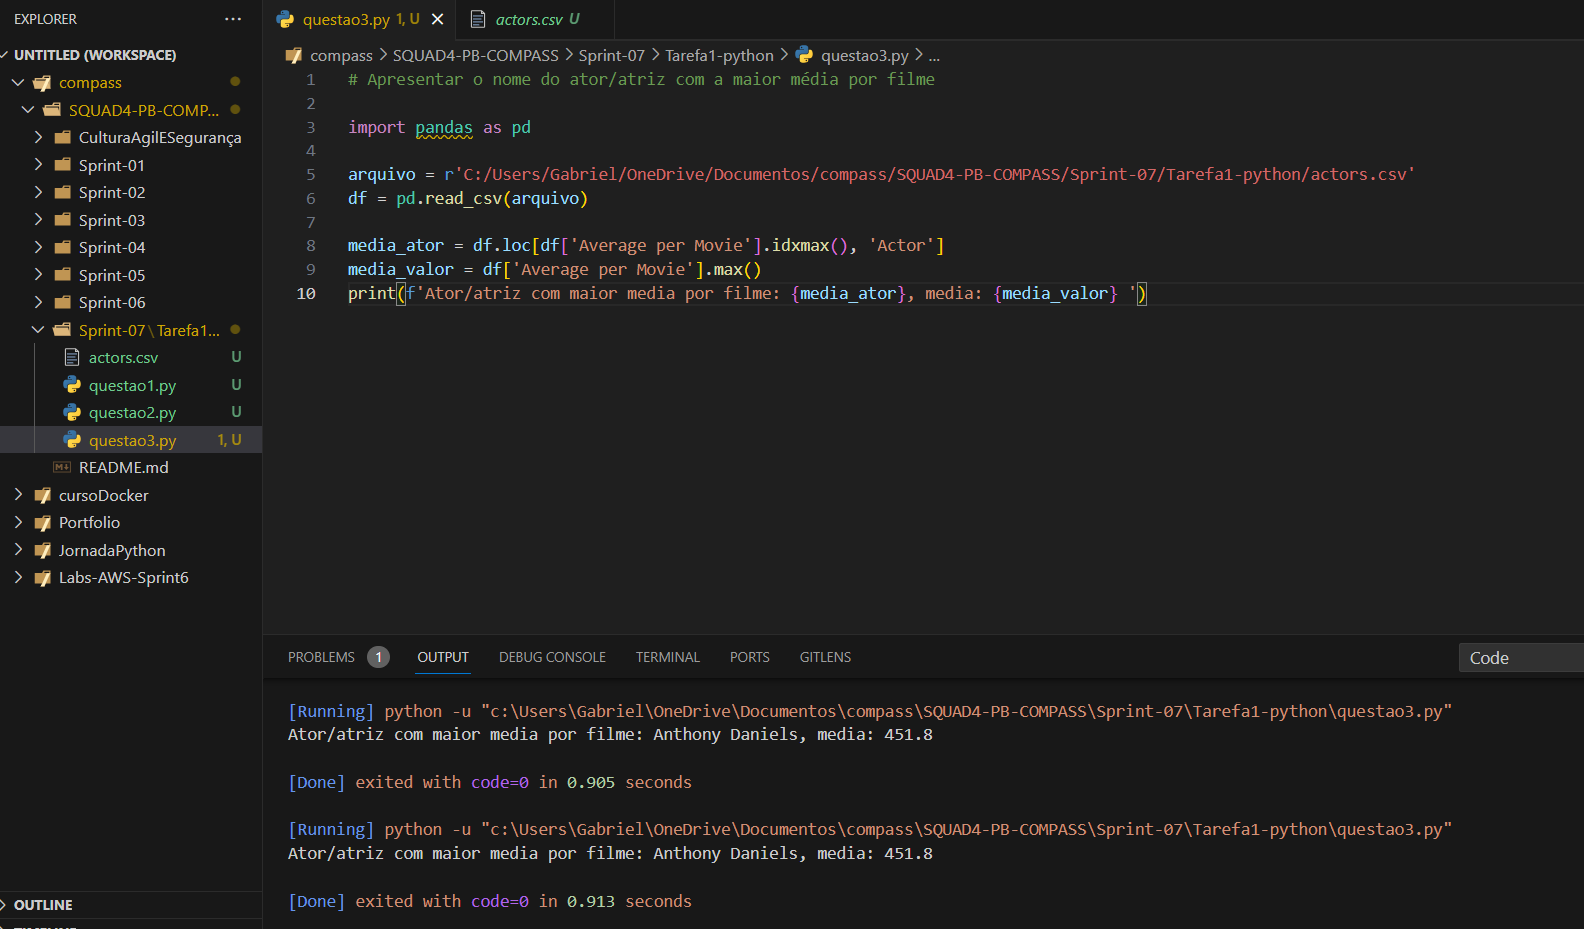 EXPLORER
UNTITLED (WORKSPACE)
compass
SQUAD4-PB-COMP...
CulturaAgilESegurança
Sprint-01
Sprint-02
Sprint-03
Sprint-04
Sprint-05
Sprint-06
Sprint-07\Tarefa1...
actors.csv U
questao1.py U
questao2.py U
questao3.py 1, U
README.md
cursoDocker
Portfolio
JornadaPython
Labs-AWS-Sprint6
OUTLINE
questao3.py 1, U
actors.csv U
compass > SQUAD4-PB-COMPASS > Sprint-07 > Tarefa1-python > questao3.py > ...
1 # Apresentar o nome do ator/atriz com a maior média por filme
2
3 import pandas as pd
4
5 arquivo = r'C:/Users/Gabriel/OneDrive/Documentos/compass/SQUAD4-PB-COMPASS/Sprint-07/Tarefa1-python/actors.csv'
6 df = pd.read_csv(arquivo)
7
8 media_ator = df.loc[df['Average per Movie'].idxmax(), 'Actor']
9 media_valor = df['Average per Movie'].max()
10 print(f'Ator/atriz com maior media por filme: {media_ator}, media: {media_valor} ')
PROBLEMS 1 OUTPUT DEBUG CONSOLE TERMINAL PORTS GITLENS Code
[Running] python -u "c:\Users\Gabriel\OneDrive\Documentos\compass\SQUAD4-PB-COMPASS\Sprint-07\Tarefa1-python\questao3.py"
Ator/atriz com maior media por filme: Anthony Daniels, media: 451.8
[Done] exited with code=0 in 0.905 seconds
[Running] python -u "c:\Users\Gabriel\OneDrive\Documentos\compass\SQUAD4-PB-COMPASS\Sprint-07\Tarefa1-python\questao3.py"
Ator/atriz com maior media por filme: Anthony Daniels, media: 451.8
[Done] exited with code=0 in 0.913 seconds